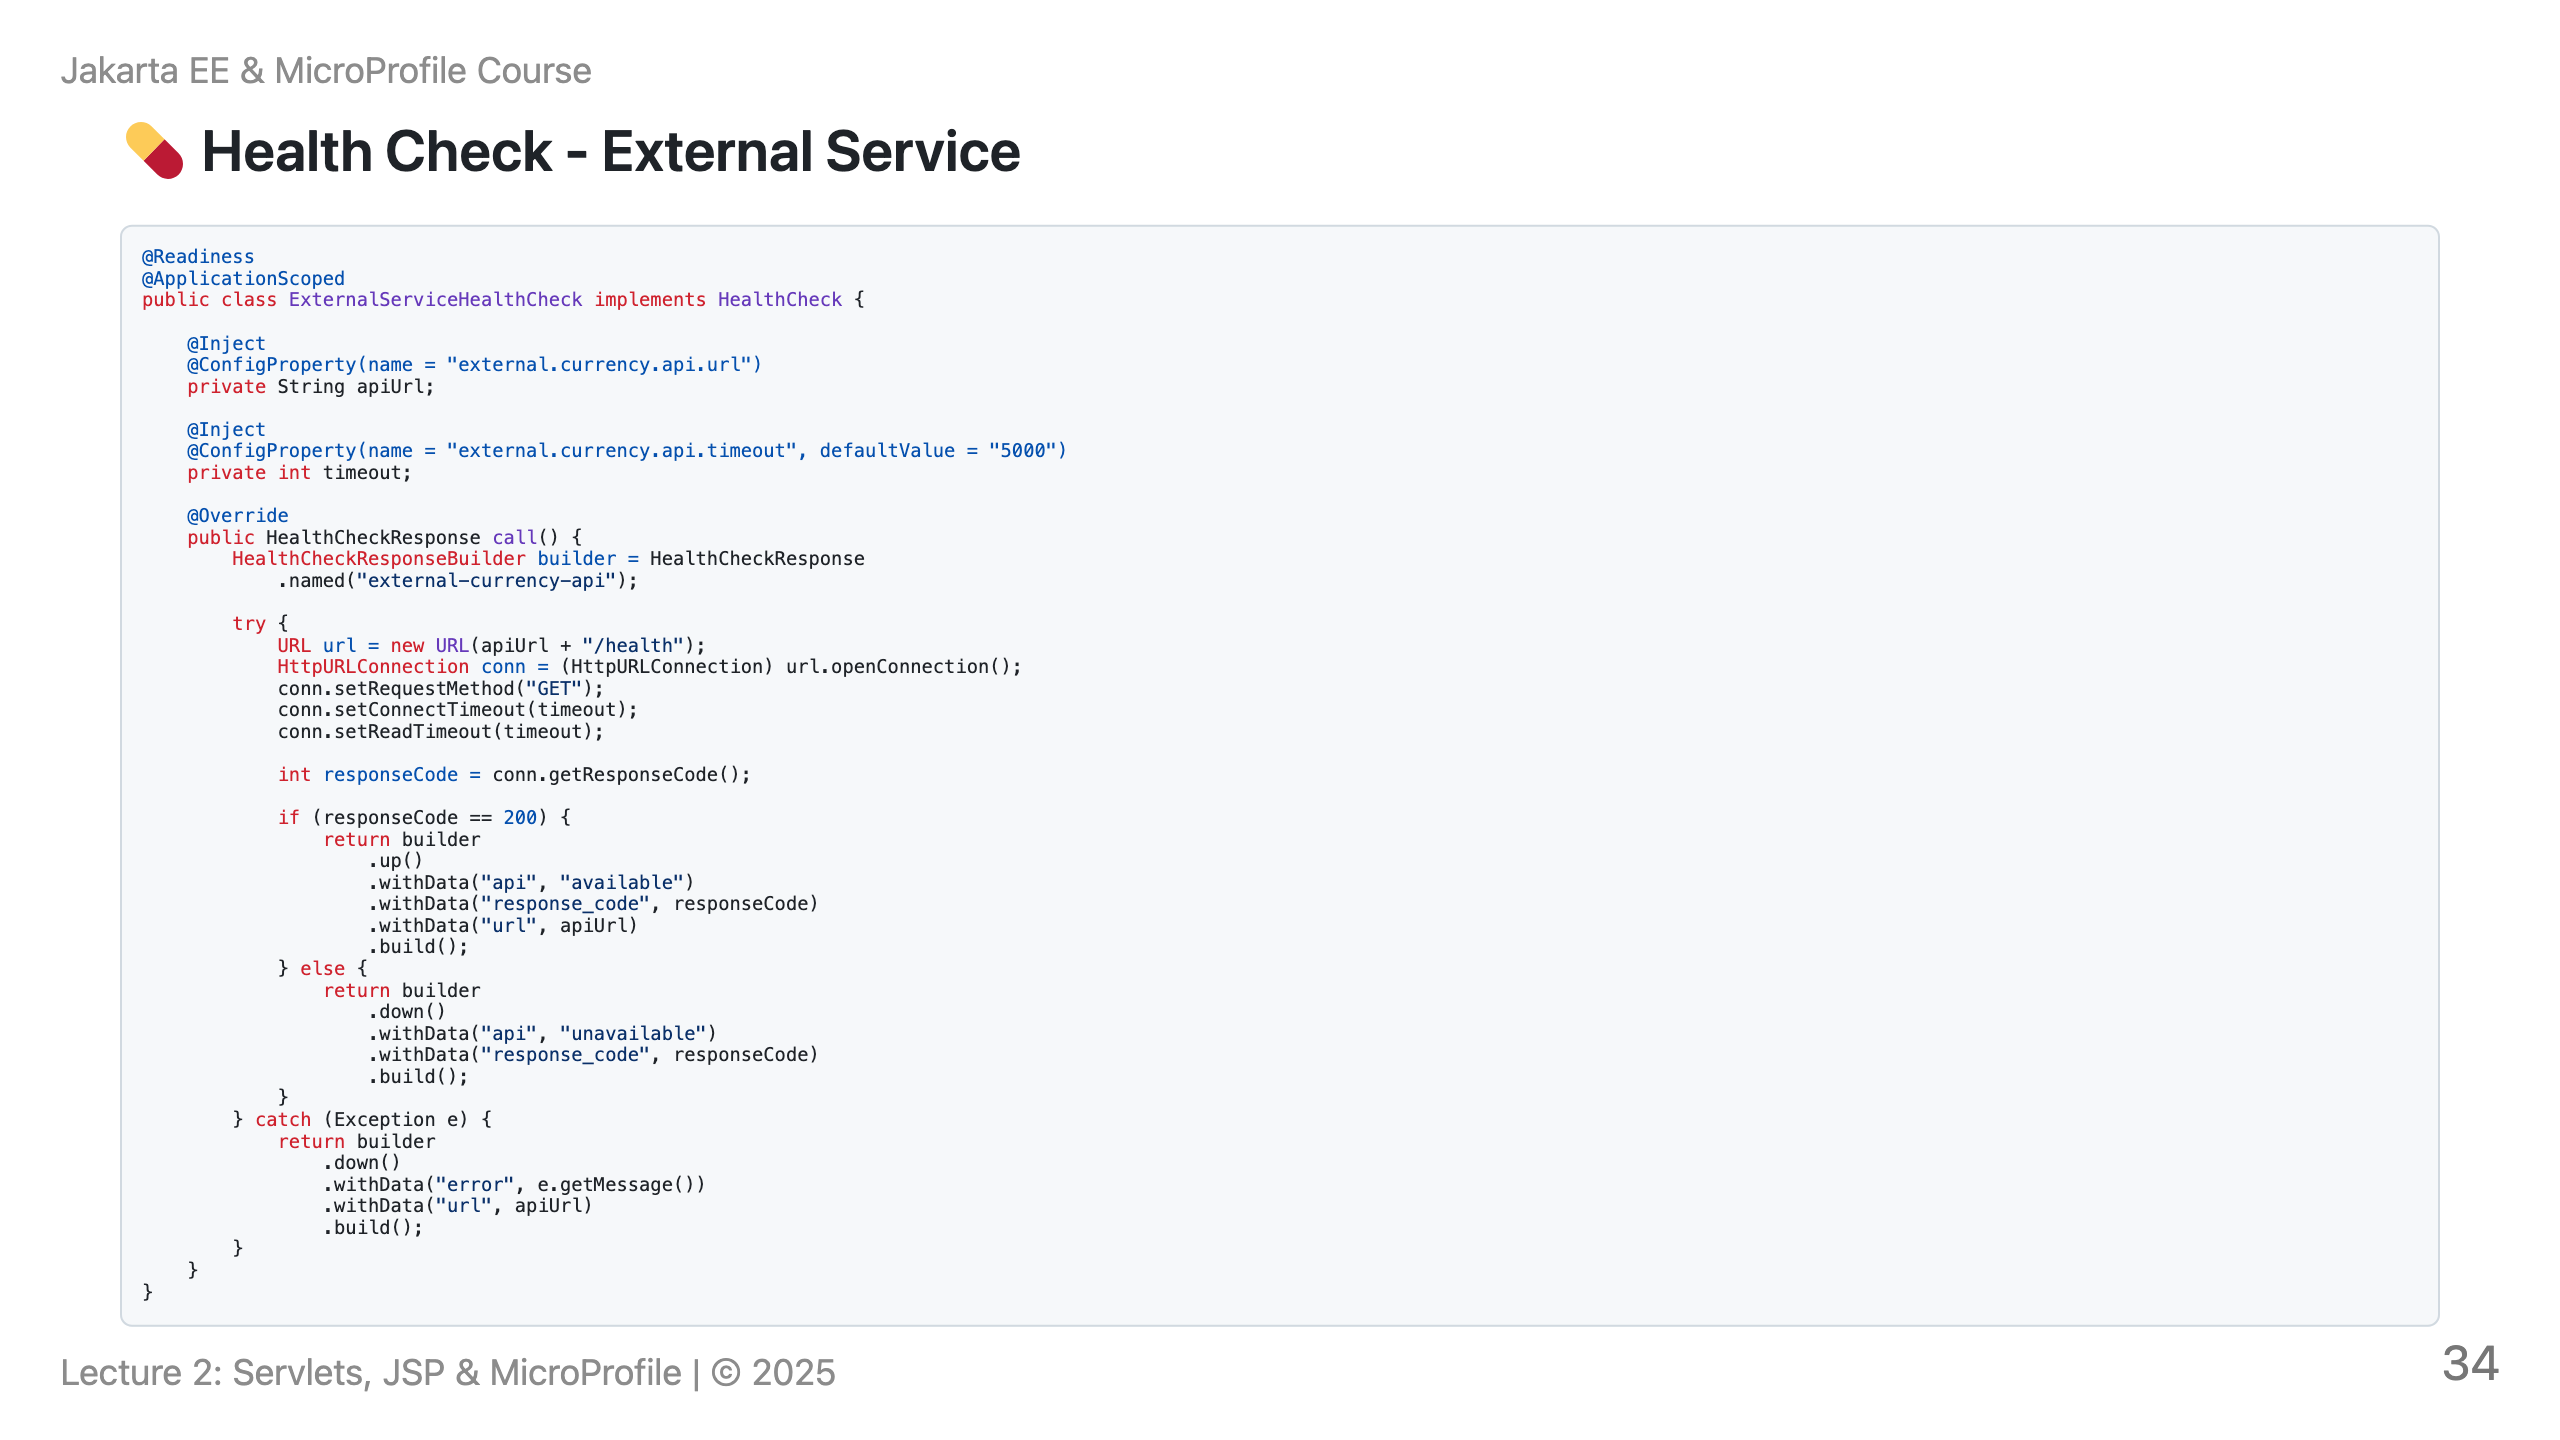 Jakarta EE & MicroProfile Course
💊 Health Check - External Service
@Readiness
@ApplicationScoped
public class ExternalServiceHealthCheck implements HealthCheck {
    @Inject
    @ConfigProperty(name = "external.currency.api.url")
    private String apiUrl;
    @Inject
    @ConfigProperty(name = "external.currency.api.timeout", defaultValue = "5000")
    private int timeout;
    @Override
    public HealthCheckResponse call() {
        HealthCheckResponseBuilder builder = HealthCheckResponse
            .named("external-currency-api");
        try {
            URL url = new URL(apiUrl + "/health");
            HttpURLConnection conn = (HttpURLConnection) url.openConnection();
            conn.setRequestMethod("GET");
            conn.setConnectTimeout(timeout);
            conn.setReadTimeout(timeout);
            int responseCode = conn.getResponseCode();
            if (responseCode == 200) {
                return builder
                    .up()
                    .withData("api", "available")
                    .withData("response_code", responseCode)
                    .withData("url", apiUrl)
                    .build();
            } else {
                return builder
                    .down()
                    .withData("api", "unavailable")
                    .withData("response_code", responseCode)
                    .build();
            }
        } catch (Exception e) {
            return builder
                .down()
                .withData("error", e.getMessage())
                .withData("url", apiUrl)
                .build();
        }
    }
}
Lecture 2: Servlets, JSP & MicroProfile | © 2025
34